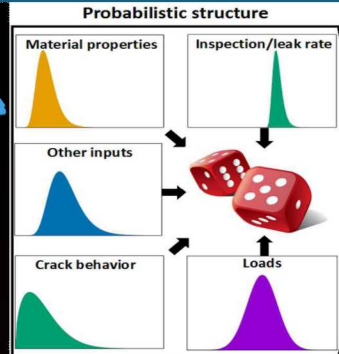 Probabilistic structure
Material properties
Inspection/leak rate
Other inputs
Crack behavior
Loads